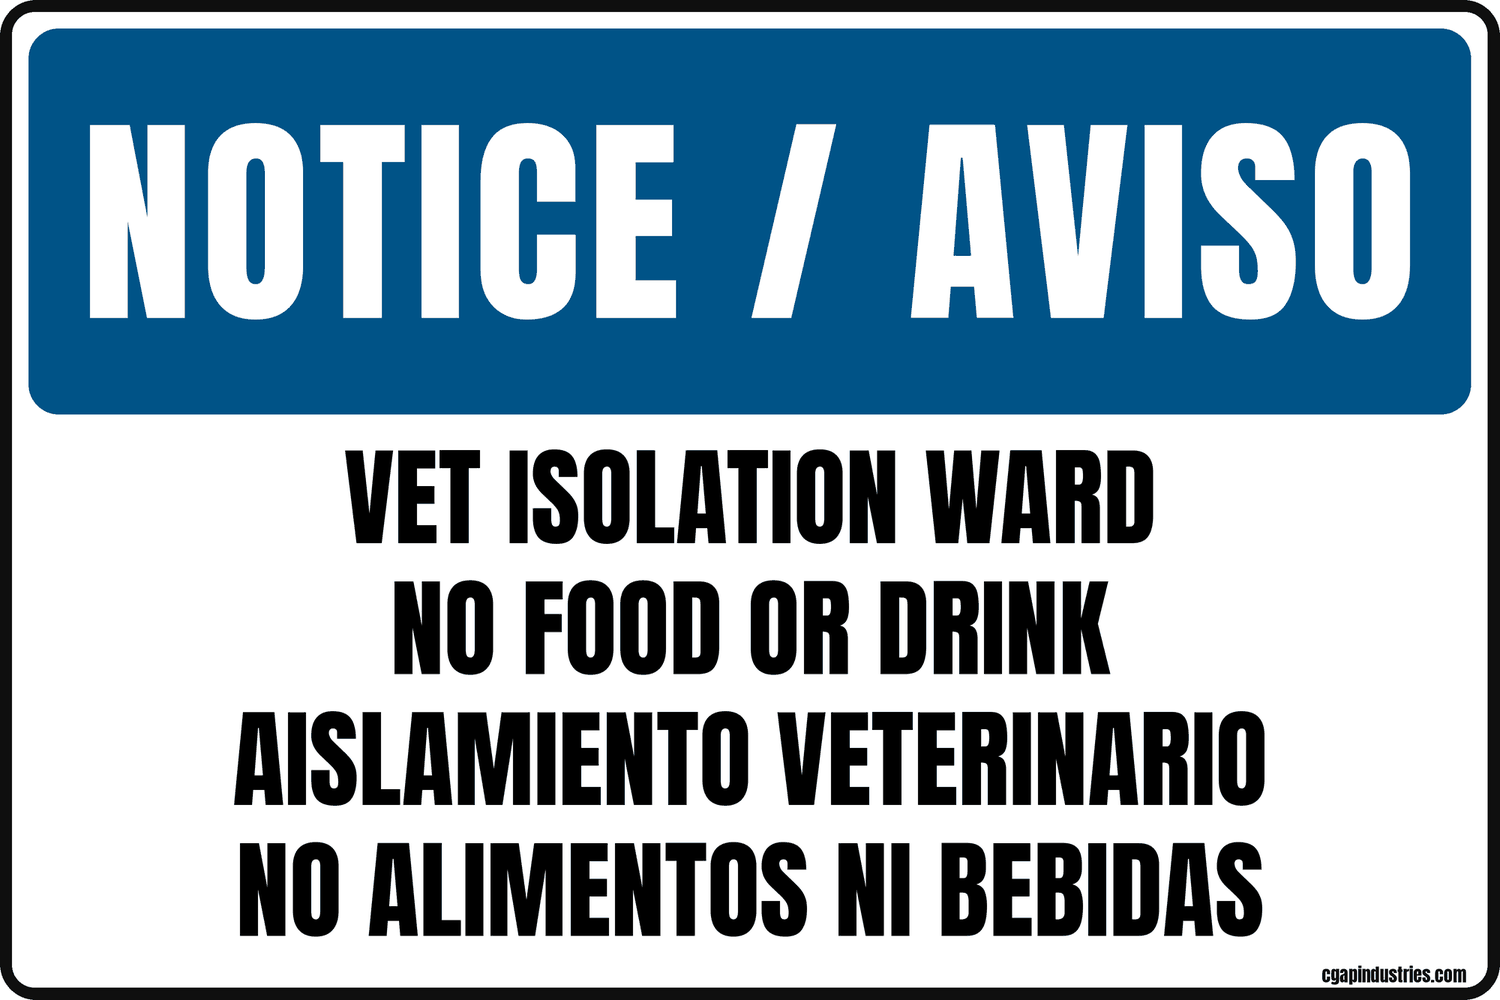 NOTICE / AVISO
VET ISOLATION WARD
NO FOOD OR DRINK
AISLAMIENTO VETERINARIO
NO ALIMENTOS NI BEBIDAS
cgapindustries.com